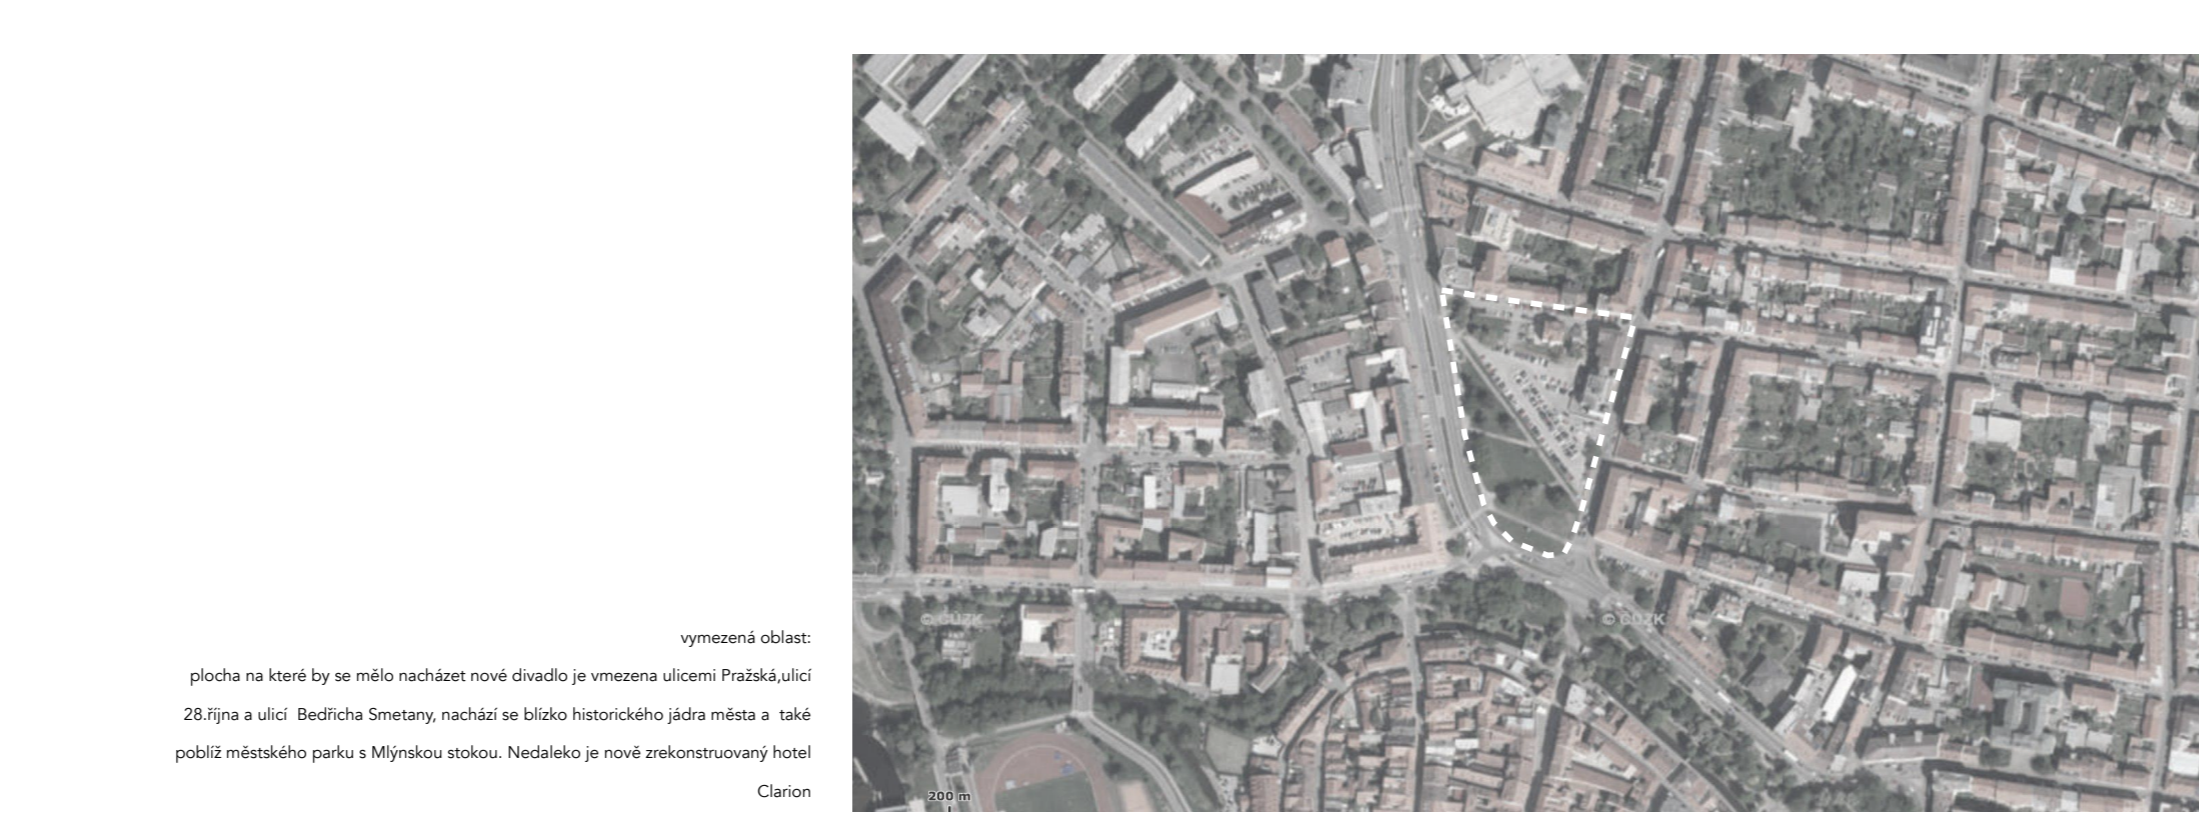 vymezená oblast:
plocha na které by se mělo nacházet nové divadlo je vmezena ulicemi Pražská,ulicí
28.října a ulicí  Bedřicha Smetany, nachází se blízko historického jádra města a  také
poblíž městského parku s Mlýnskou stokou. Nedaleko je nově zrekonstruovaný hotel
Clarion
© ČÚZK
© ČÚZK
200 m